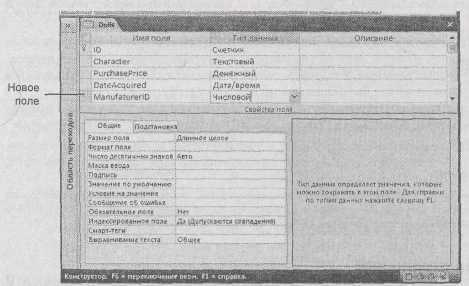 Dolls
Имя поля Тип данных Описание
ID Счетчик
Character Текстовый
PurchasePrice Денежный
DateAcquired Дата/время
ManufaturerID Числовой
Новое поле
Свойства поля
Область переходов
Общие Подстановка
Размер поля Длинное целое
Формат поля
Число десятичных знаков Авто
Маска ввода
Подпись
Значение по умолчанию
Условие на значение
Сообщение об ошибке
Обязательное поле Нет
Индексированное поле Да (Допускаются совпадения)
Смарт-теги
Выравнивание текста Общее
Тип данных определяет значения, которые
можно сохранять в этом поле. Для справки
по типам данных нажмите клавишу F1.
Конструктор. F6 = переключение окон. F1 = справка.